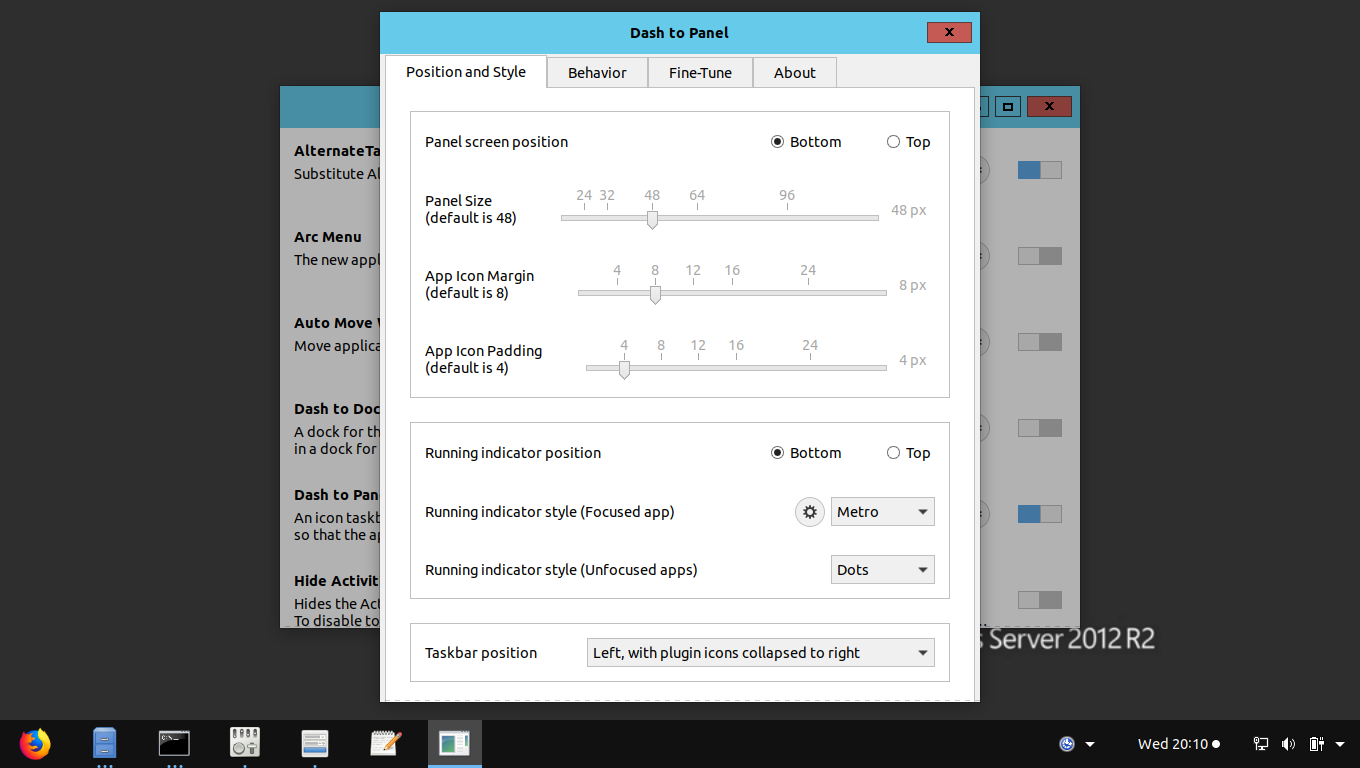 Dash to Panel
X
Position and Style
Behavior
Fine-Tune
About
Panel screen position
Bottom
Top
Panel Size
(default is 48)
24 32 48 64 96
48 px
App Icon Margin
(default is 8)
4 8 12 16 24
8 px
App Icon Padding
(default is 4)
4 8 12 16 24
4 px
Running indicator position
Bottom
Top
Running indicator style (Focused app)
Metro
Running indicator style (Unfocused apps)
Dots
Taskbar position
Left, with plugin icons collapsed to right
X
AlternateTa
Substitute Al
Arc Menu
The new appl
Auto Move
Move applica
Dash to Doc
A dock for th
in a dock for
Dash to Pan
An icon taskb
so that the ap
Hide Activit
Hides the Act
To disable to
Server 2012 R2
Wed 20:10